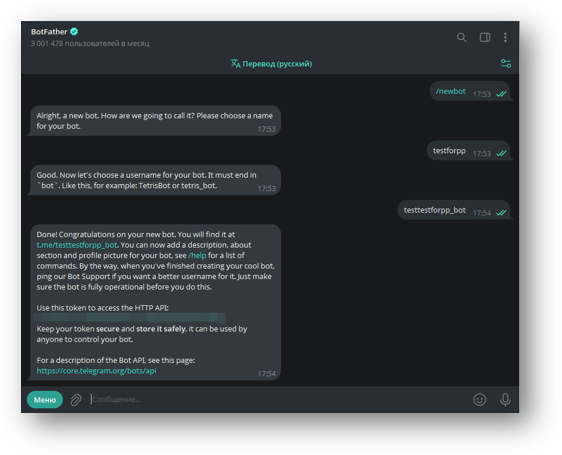 BotFather
3 001 478 пользователей в месяц
Перевод (русский)
/newbot 17:53
Alright, a new bot. How are we going to call it? Please choose a name
for your bot. 17:53
testforpp 17:53
Good. Now let's choose a username for your bot. It must end in
`bot`. Like this, for example: TetrisBot or tetris_bot. 17:53
testtestforpp_bot 17:54
Done! Congratulations on your new bot. You will find it at
t.me/testtestforpp_bot. You can now add a description, about
section and profile picture for your bot, see /help for a list of
commands. By the way, when you've finished creating your cool bot,
ping our Bot Support if you want a better username for it. Just make
sure the bot is fully operational before you do this.
Use this token to access the HTTP API:
Keep your token secure and store it safely, it can be used by
anyone to control your bot.
For a description of the Bot API, see this page:
https://core.telegram.org/bots/api 17:54
Меню
Сообщение...